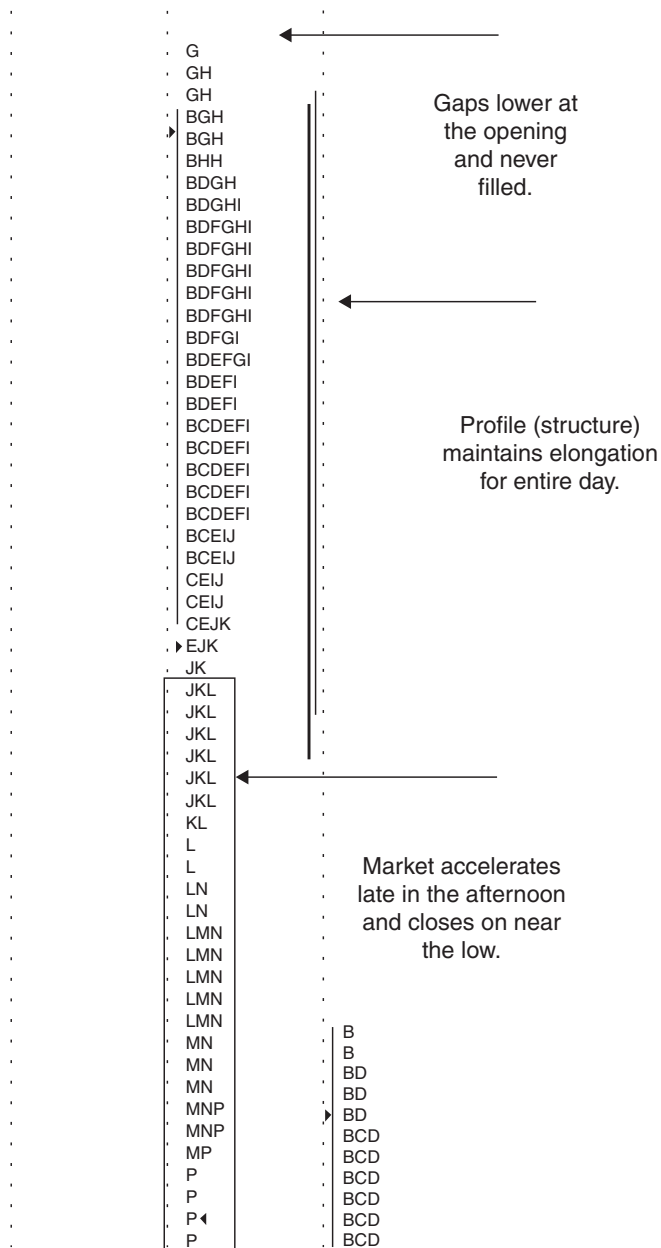 G
GH
GH
BGH
BGH
BHH
BDGH
BDGHI
BDFGHI
BDFGHI
BDFGHI
BDFGHI
BDFGHI
BDFGI
BDEFGI
BDEFI
BDEFI
BCDEFI
BCDEFI
BCDEFI
BCDEFI
BCDEFI
BCEIJ
BCEIJ
CEIJ
CEIJ
CEJK
EJK
JK
JKL
JKL
JKL
JKL
JKL
JKL
KL
L
L
LN
LN
LMN
LMN
LMN
LMN
LMN
MN
MN
MN
MNP
MNP
MP
P
P
P
P
Gaps lower at
the opening
and never
filled.
Profile (structure)
maintains elongation
for entire day.
Market accelerates
late in the afternoon
and closes on near
the low.
B
B
BD
BD
BD
BCD
BCD
BCD
BCD
BCD
BCD